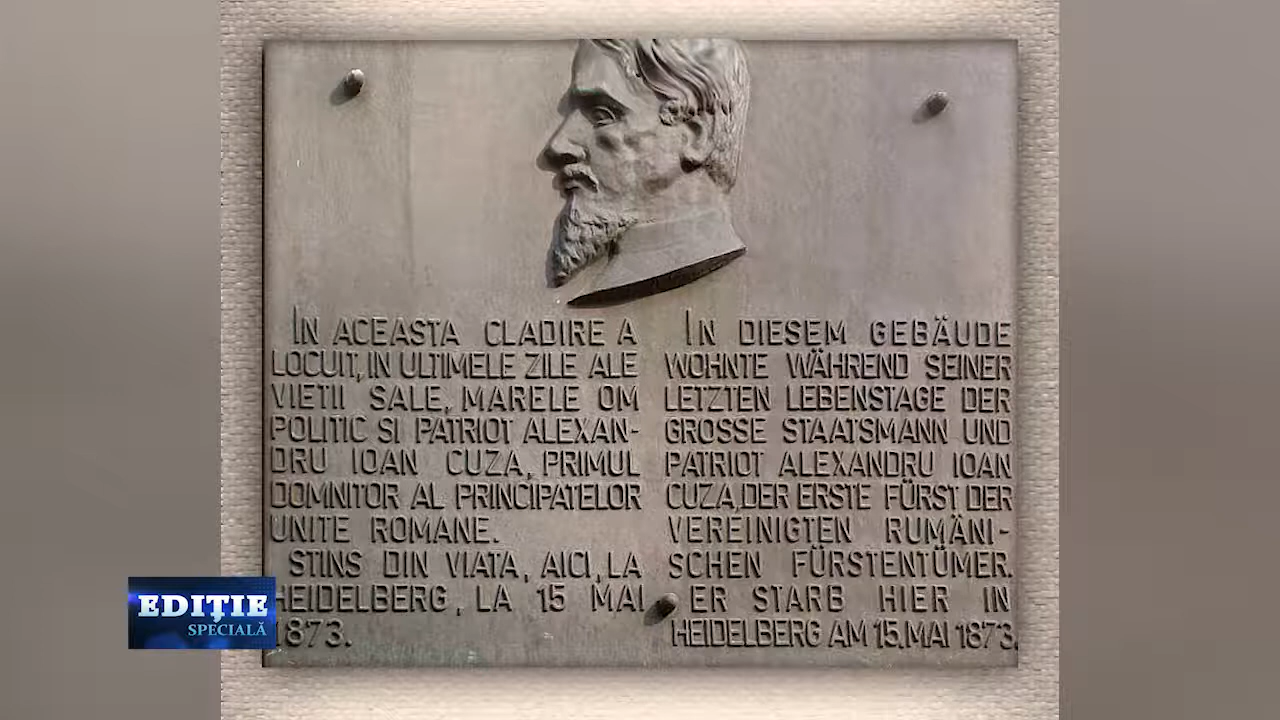 IN ACEASTA CLADIRE A
LOCUIT, IN ULTIMELE ZILE ALE
VIETII SALE, MARELE OM
POLITIC SI PATRIOT ALEXAN-
DRU IOAN CUZA, PRIMUL
DOMNITOR AL PRINCIPATELOR
UNITE ROMANE.
STINS DIN VIATA, AICI, LA
HEIDELBERG, LA 15 MAI
1873.
IN DIESEM GEBÄUDE
WOHNTE WÄHREND SEINER
LETZTEN LEBENSTAGE DER
GROSSE STAATSMANN UND
PATRIOT ALEXANDRU IOAN
CUZA, DER ERSTE FÜRST DER
VEREINIGTEN RUMÄNI-
SCHEN FÜRSTENTÜMER.
ER STARB HIER IN
HEIDELBERG AM 15. MAI 1873.
EDIȚIE
SPECIALĂ